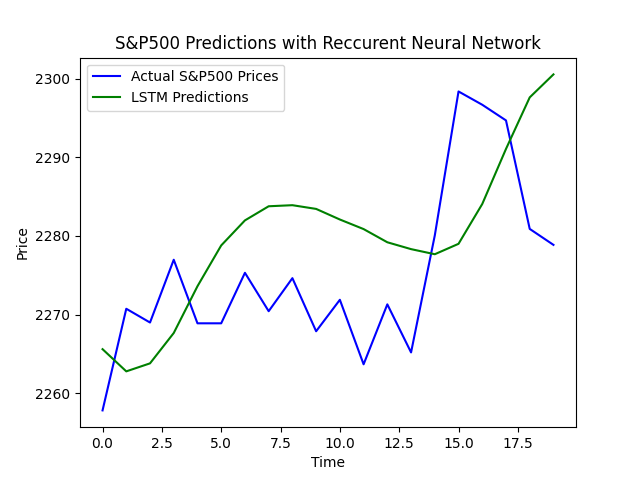 S&P500 Predictions with Reccurent Neural Network
Actual S&P500 Prices
LSTM Predictions
2300
2290
2280
2270
2260
Price
0.0 2.5 5.0 7.5 10.0 12.5 15.0 17.5
Time